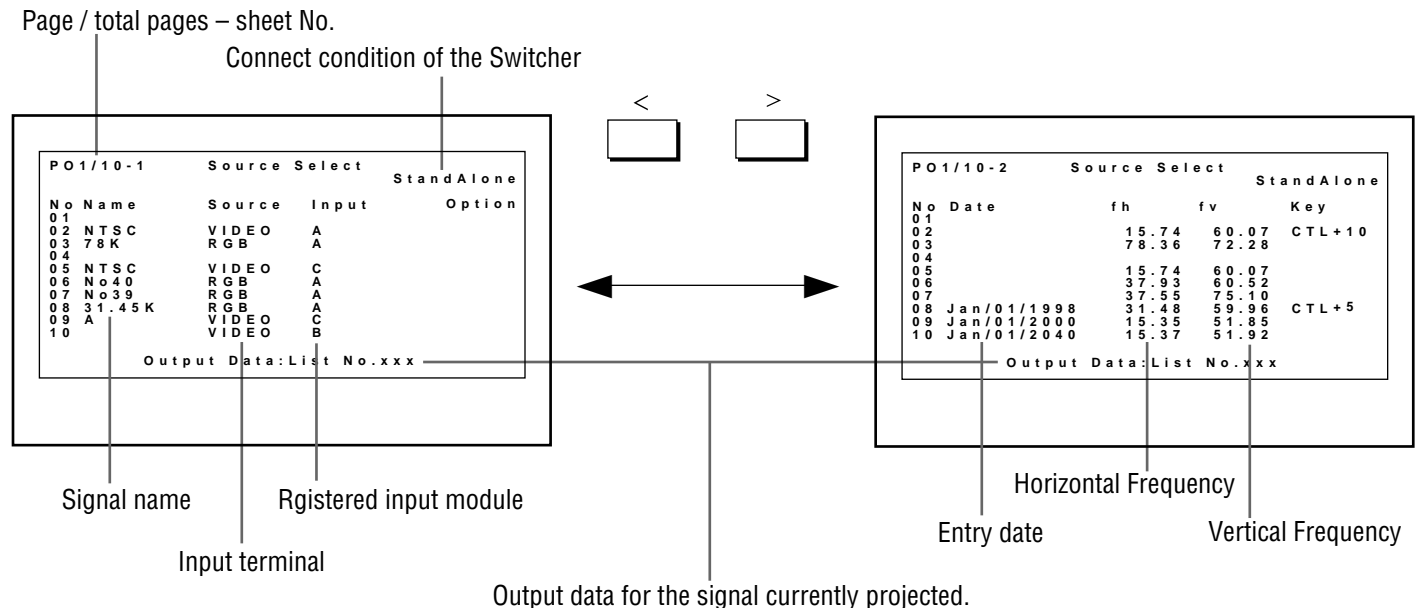 Page / total pages – sheet No.
Connect condition of the Switcher
< >
PO1/10-1 Source Select
StandAlone
No Name Source Input Option
01
02 NTSC VIDEO A
03 78K RGB A
04
05 NTSC VIDEO C
06 No40 RGB A
07 No39 RGB A
08 31.45K RGB A
09 A VIDEO C
10 VIDEO B
Output Data:List No.xxx
PO1/10-2 Source Select
StandAlone
No Date fh fv Key
01
02 15.74 60.07 CTL+10
03 78.36 72.28
04
05 15.74 60.07
06 37.93 60.52
07 37.55 75.10
08 Jan/01/1998 31.48 59.96 CTL+5
09 Jan/01/2000 15.35 51.85
10 Jan/01/2040 15.37 51.92
Output Data:List No.xxx
Signal name
Rgistered input module
Input terminal
Horizontal Frequency
Entry date
Vertical Frequency
Output data for the signal currently projected.